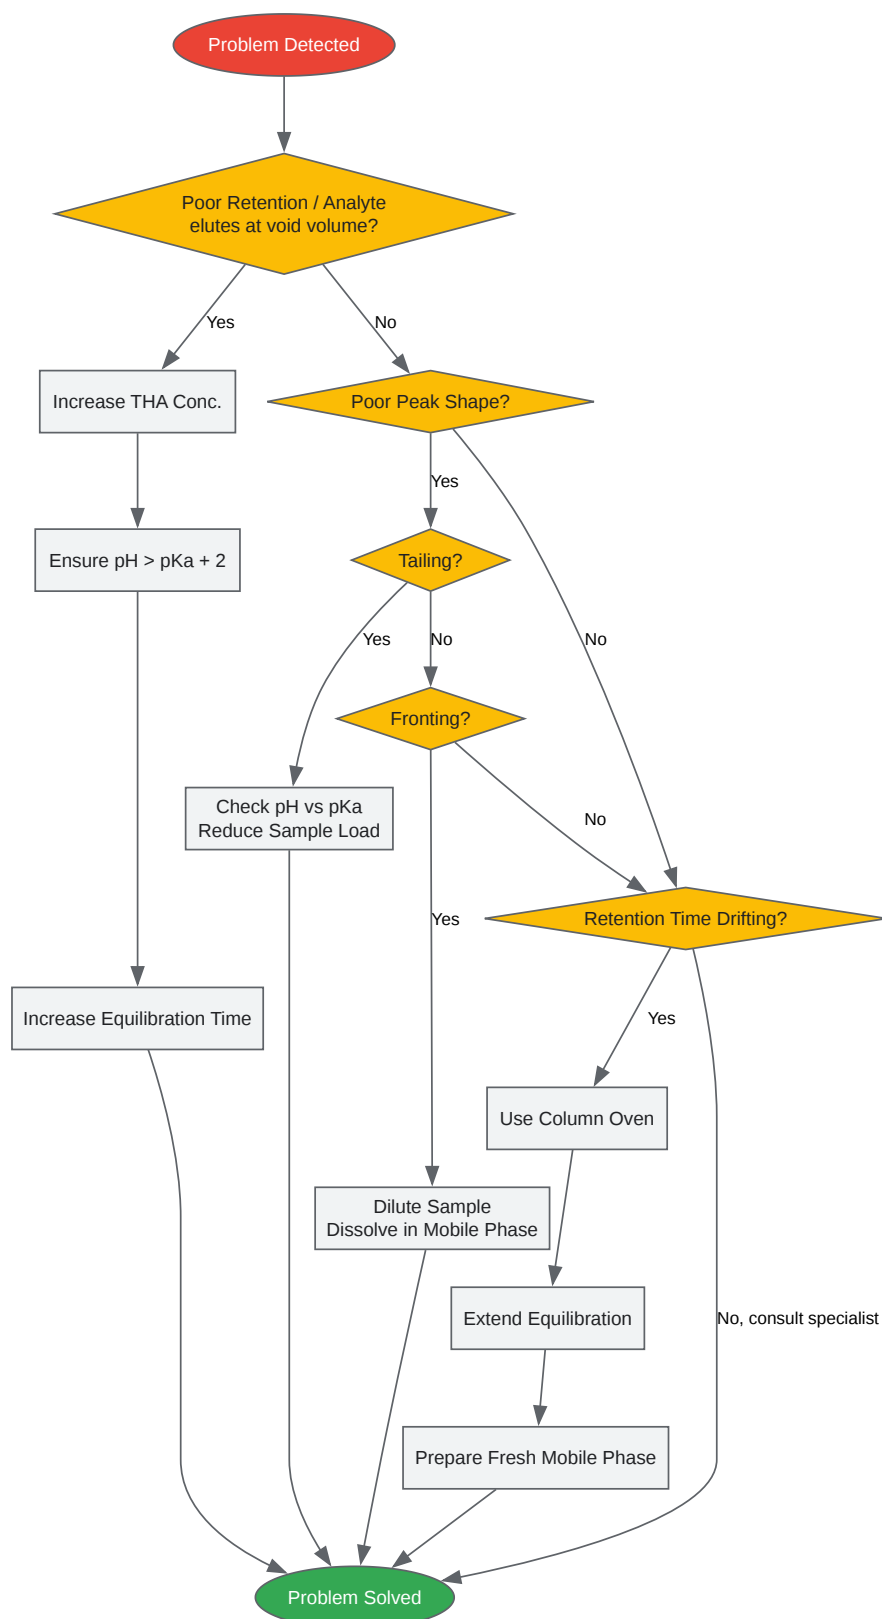 Problem Detected
Poor Retention / Analyte
elutes at void volume?
Yes
No
Increase THA Conc.
Poor Peak Shape?
Yes
Ensure pH > pKa + 2
Tailing?
Yes
No
No
Fronting?
Check pH vs pKa
Reduce Sample Load
No
Yes
Retention Time Drifting?
Increase Equilibration Time
Yes
Use Column Oven
Dilute Sample
Dissolve in Mobile Phase
Extend Equilibration
No, consult specialist
Prepare Fresh Mobile Phase
Problem Solved